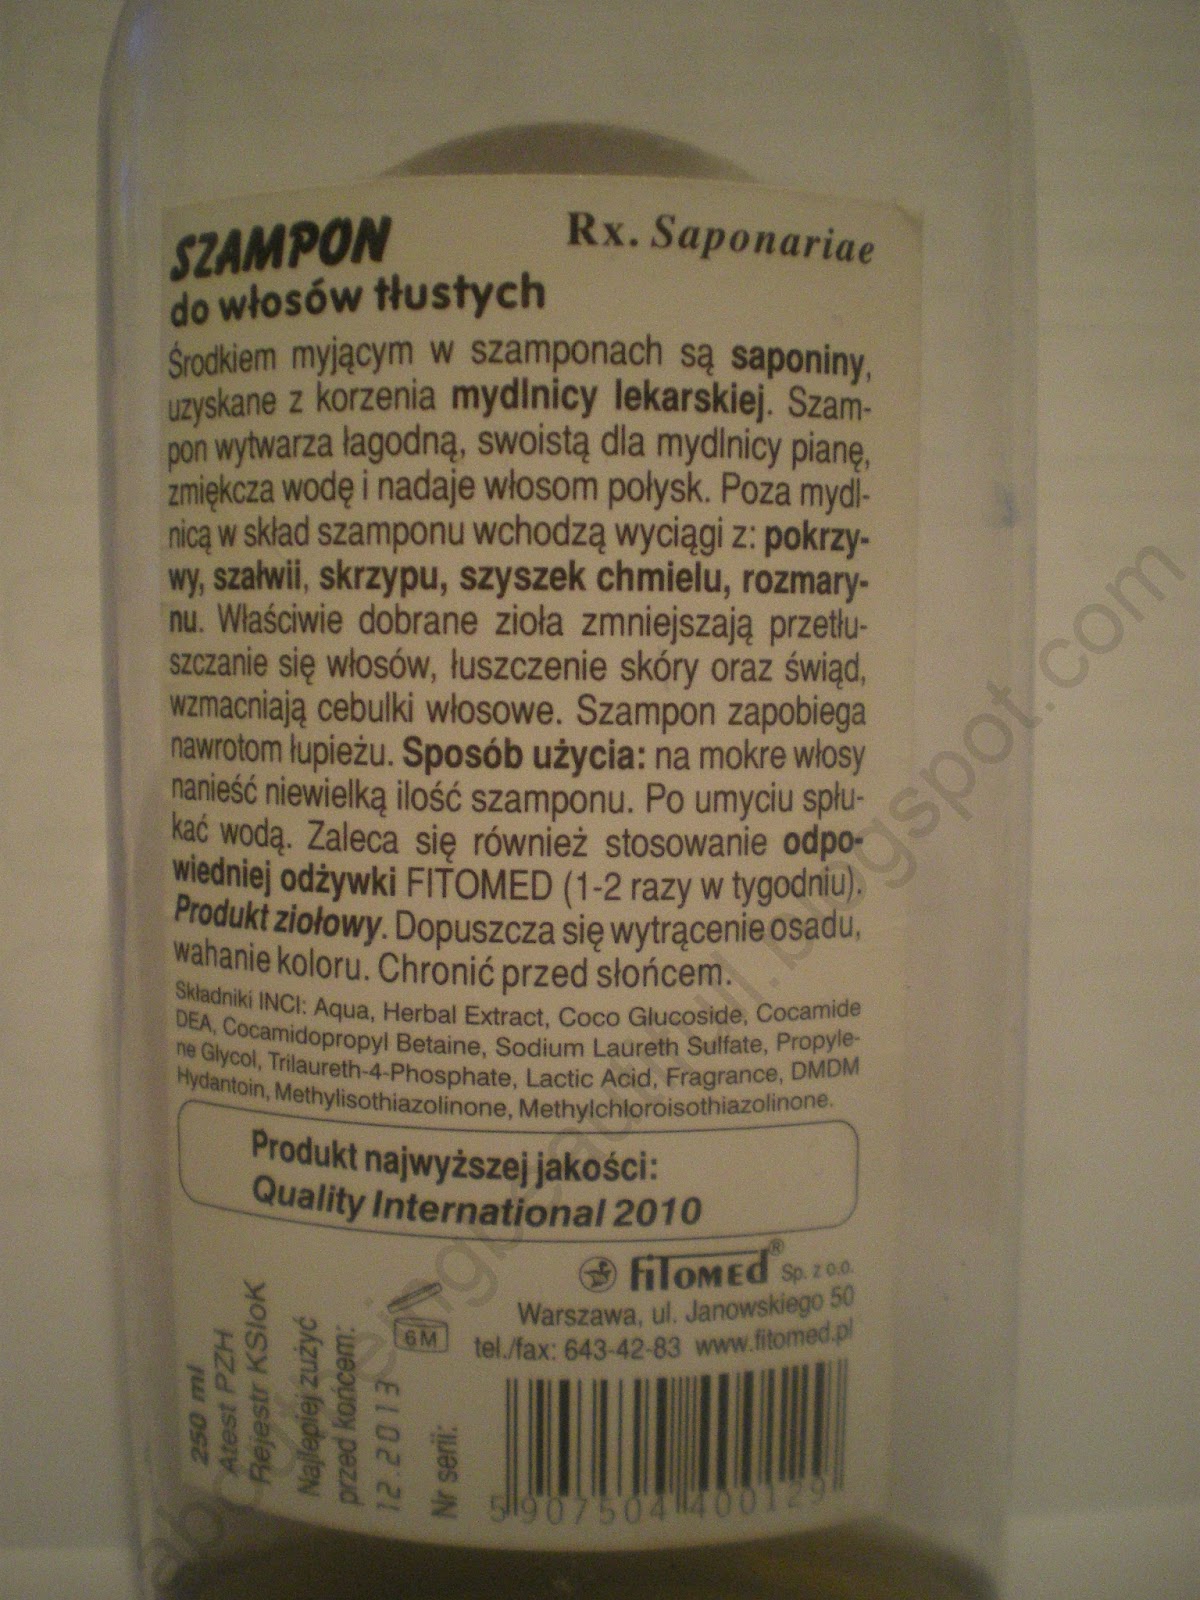 SZAMPON
Rx. Saponariae
do włosów tłustych
Środkiem myjącym w szamponach są saponiny,
uzyskane z korzenia mydlnicy lekarskiej. Szam-
pon wytwarza łagodną, swoistą dla mydlnicy pianę,
zmiękcza wodę i nadaje włosom połysk. Poza mydl-
nicą w skład szamponu wchodzą wyciągi z: pokrzy-
wy, szałwii, skrzypu, szyszek chmielu, rozmary-
nu. Właściwie dobrane zioła zmniejszają przetłu-
szczanie się włosów, łuszczenie skóry oraz świąd,
wzmacniają cebulki włosowe. Szampon zapobiega
nawrotom łupieżu. Sposób użycia: na mokre włosy
nanieść niewielką ilość szamponu. Po umyciu spłu-
kać wodą. Zaleca się również stosowanie odpo-
wiedniej odżywki FITOMED (1-2 razy w tygodniu).
Produkt ziołowy. Dopuszcza się wytrącenie osadu,
wahanie koloru. Chronić przed słońcem.
Składniki INCI: Aqua, Herbal Extract, Coco Glucoside, Cocamide
DEA, Cocamidopropyl Betaine, Sodium Laureth Sulfate, Propyle-
ne Glycol, Trilaureth-4-Phosphate, Lactic Acid, Fragrance, DMDM
Hydantoin, Methylisothiazolinone, Methylchloroisothiazolinone.
Produkt najwyższej jakości:
Quality International 2010
FITOMED® Sp. z o.o.
Warszawa, ul. Janowskiego 50
tel./fax: 643-42-83 www.fitomed.pl
6M
250 ml
Atest PZH
Rejestr KSIoK
Najlepiej zużyć
przed końcem:
12.2013
Nr serii:
5 907504 400129